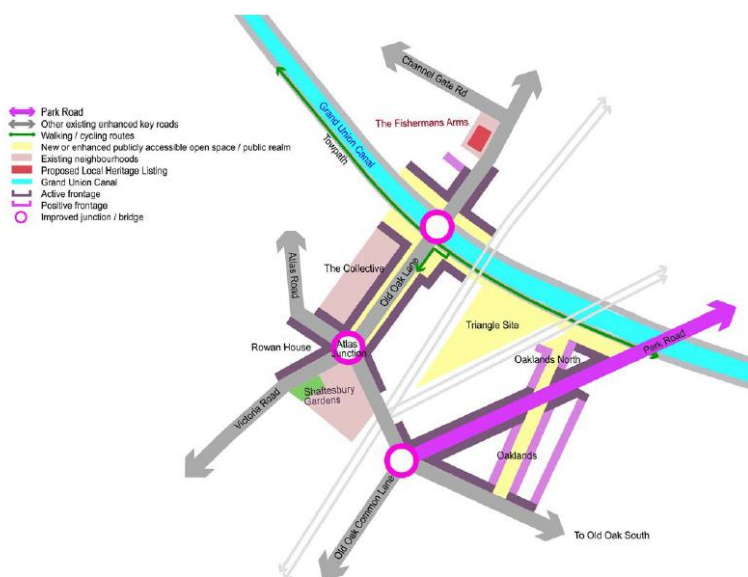 Park Road
Other existing enhanced key roads
Walking / cycling routes
New or enhanced publicly accessible open space / public realm
Existing neighbourhoods
Proposed Local Heritage Listing
Grand Union Canal
Active frontage
Positive frontage
Improved junction / bridge
Channel Gate Rd
The Fishermans Arms
Grand Union Canal
Towpath
The Collective
Old Oak Lane
Atlas Road
Triangle Site
Park Road
Rowan House
Atlas
Junction
Oaklands North
Shaftesbury
Gardens
Victoria Road
Oaklands
Old Oak Common Lane
To Old Oak South